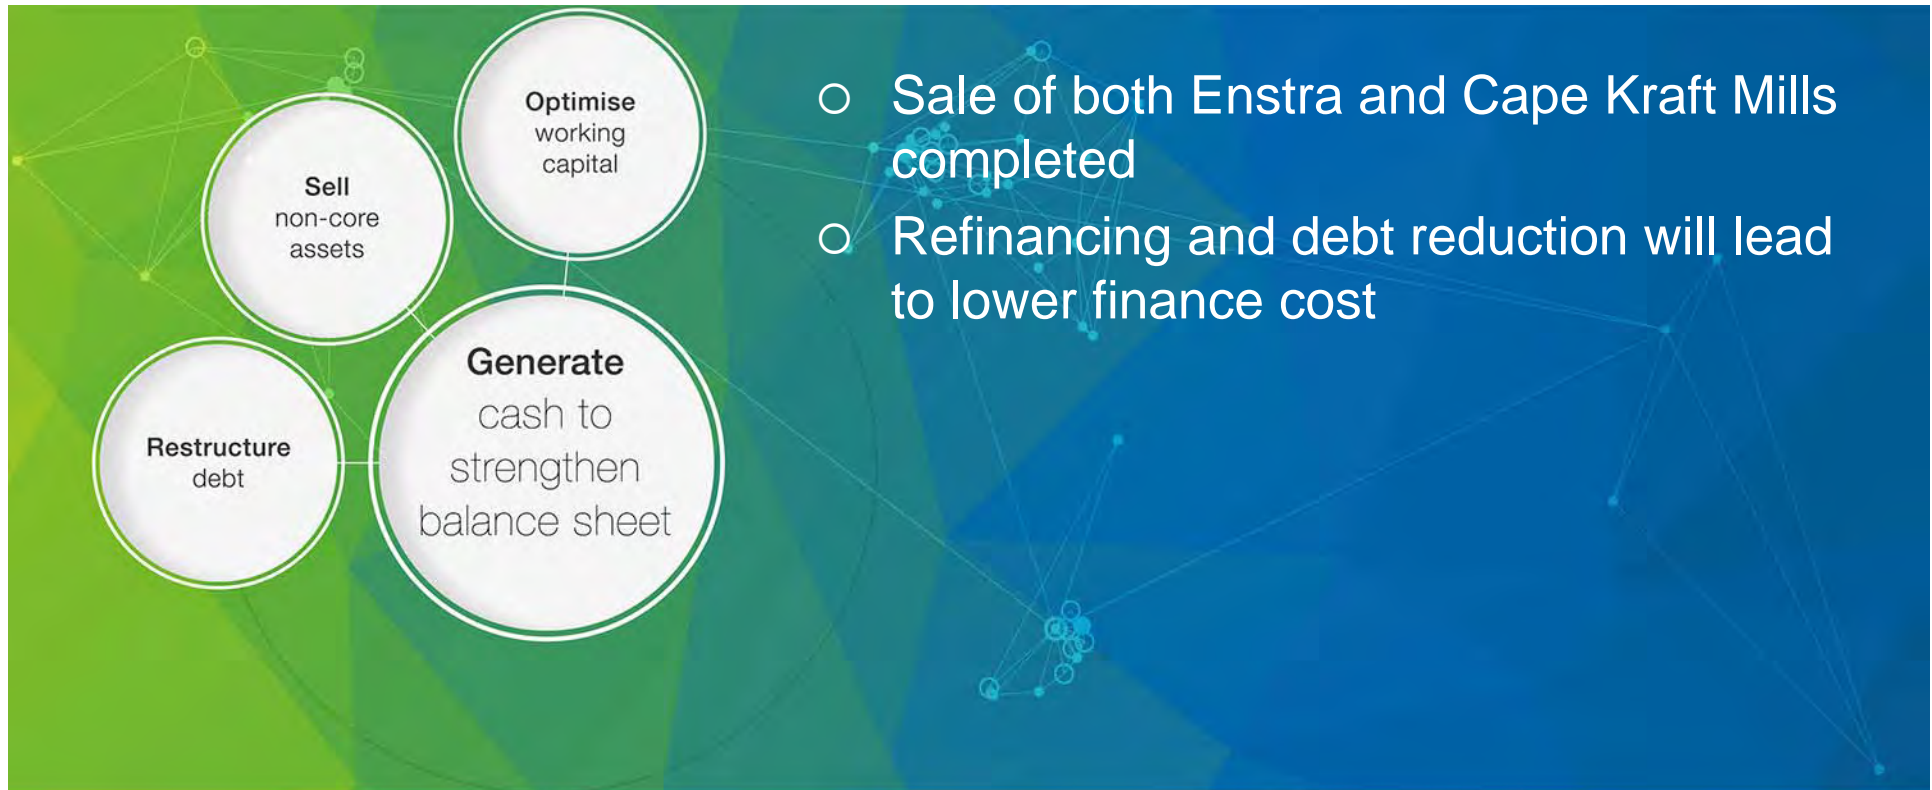 Optimise
working
capital
Sell
non-core
assets
Generate
cash to
strengthen
balance sheet
Restructure
debt
○ Sale of both Enstra and Cape Kraft Mills
completed
○ Refinancing and debt reduction will lead
to lower finance cost